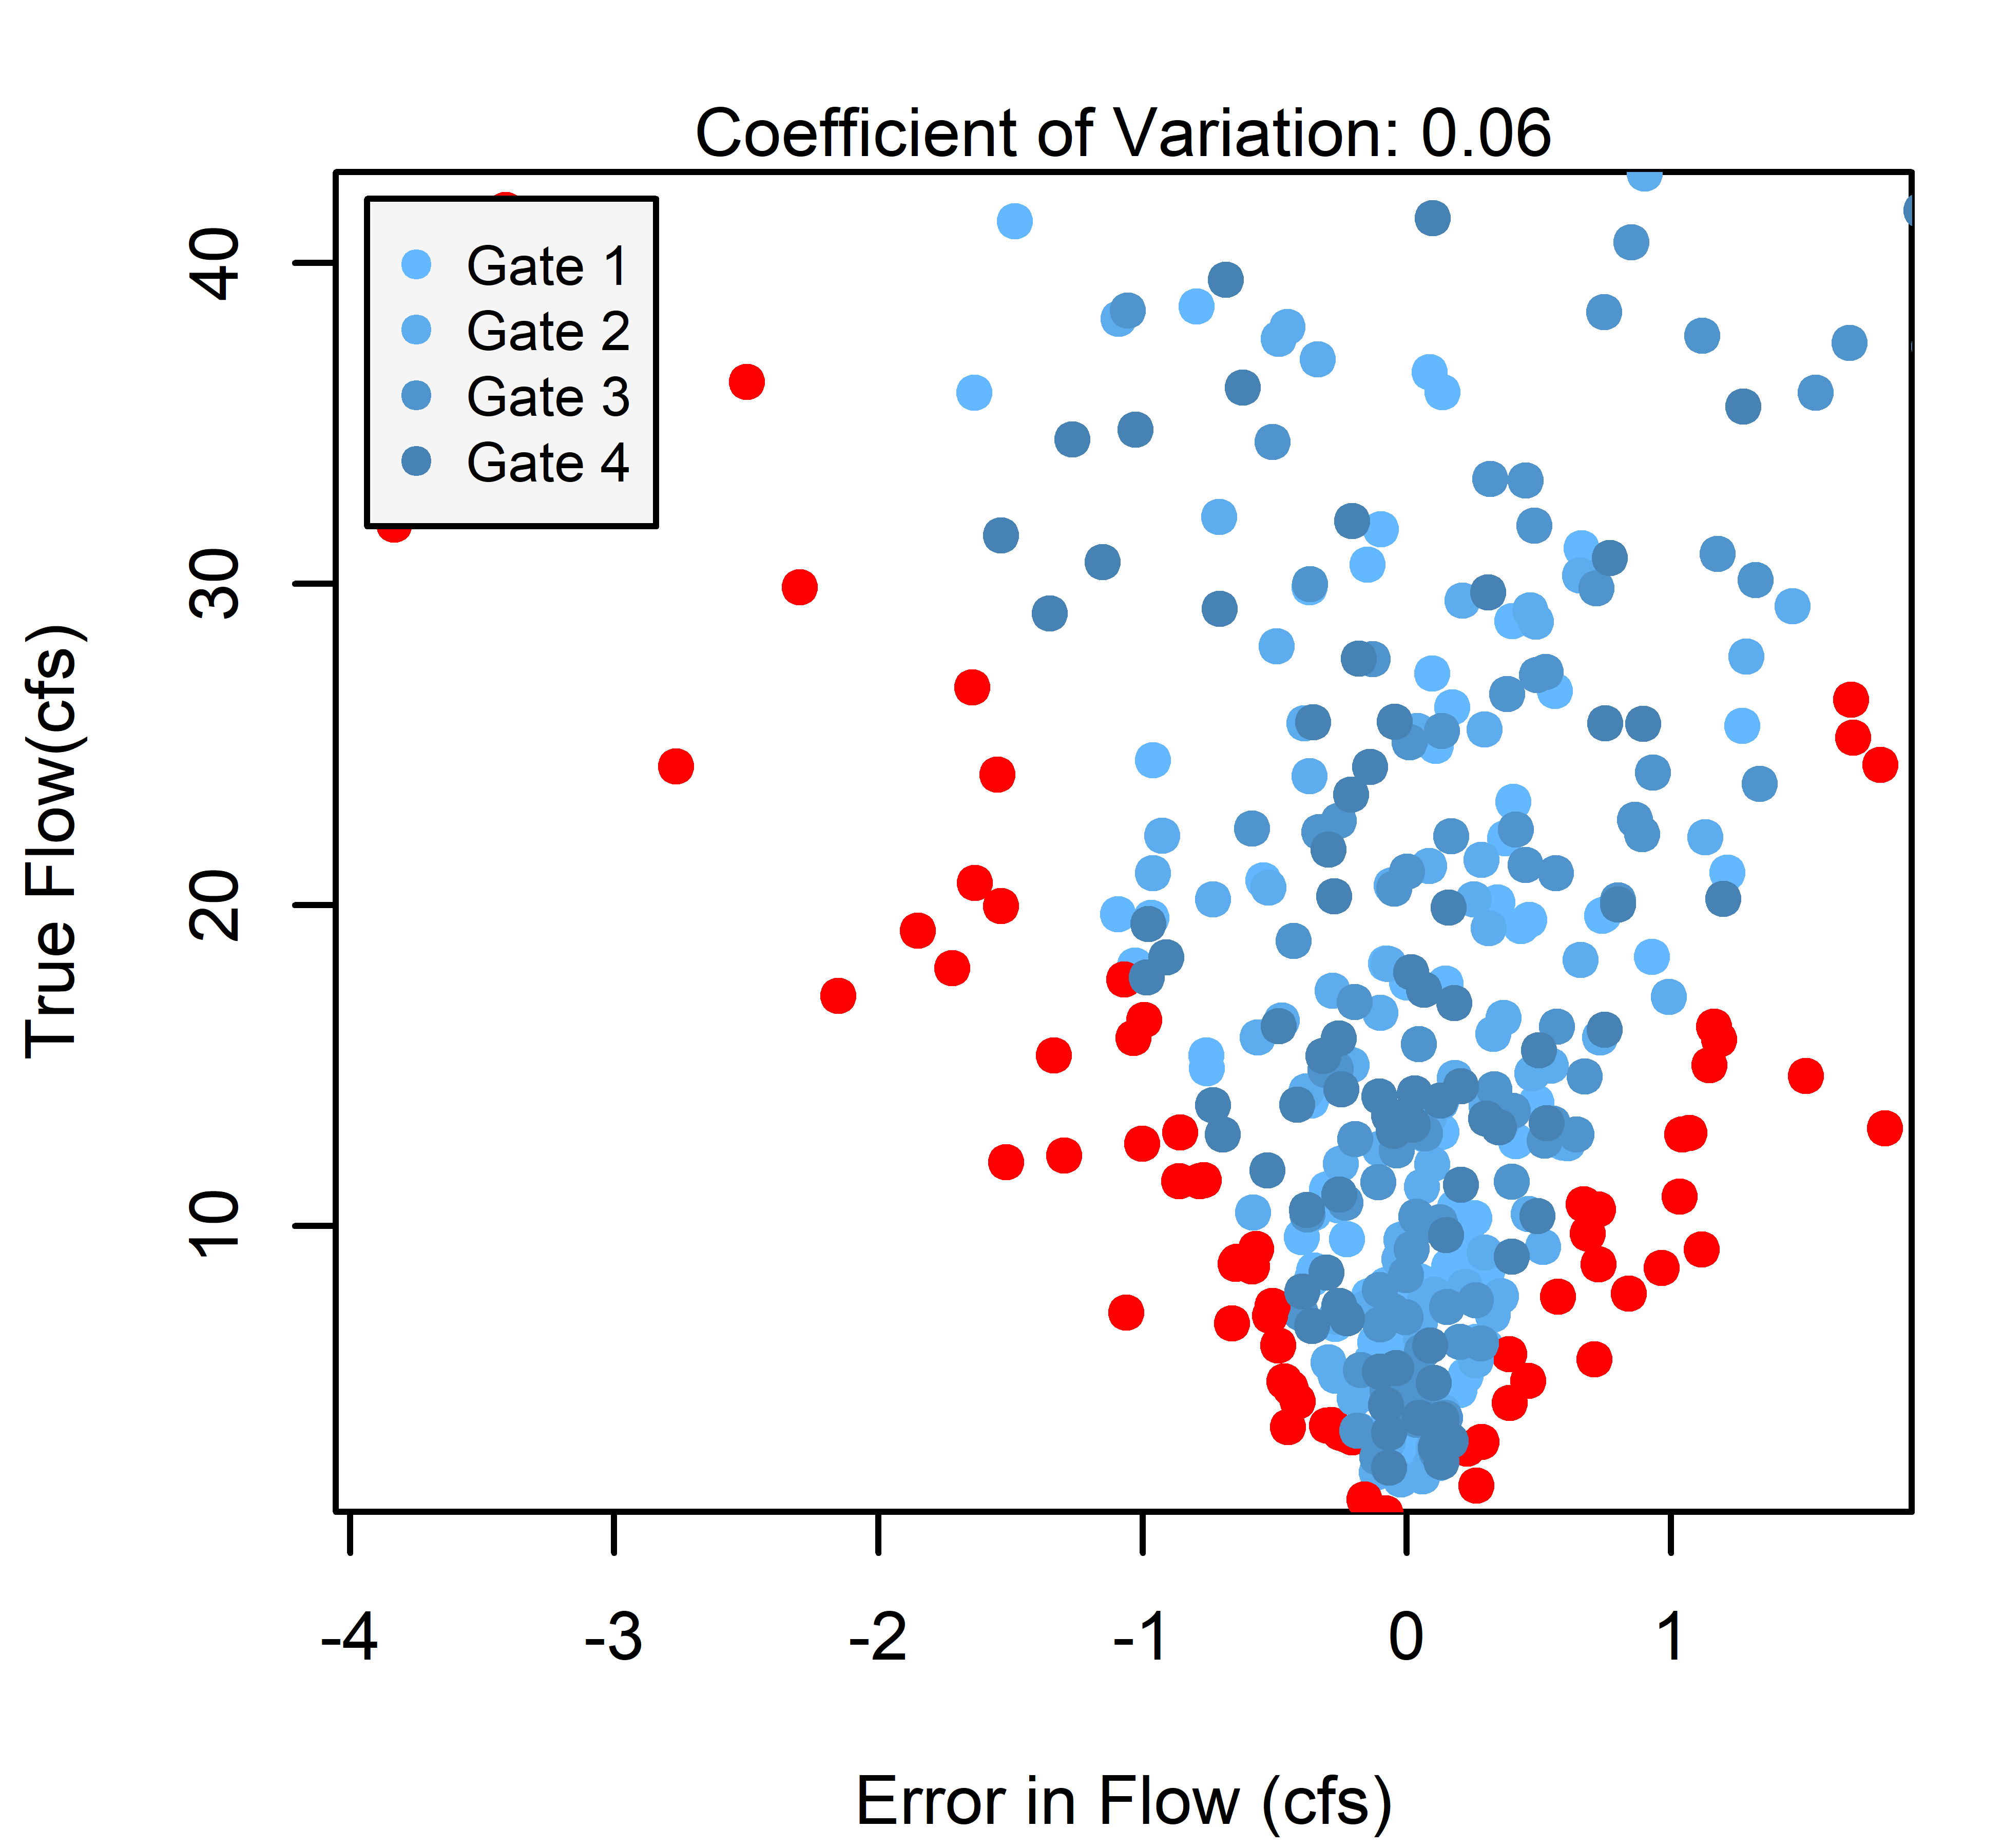 Coefficient of Variation: 0.06
Gate 1
Gate 2
Gate 3
Gate 4
True Flow(cfs)
40
30
20
10
-4 -3 -2 -1 0 1
Error in Flow (cfs)